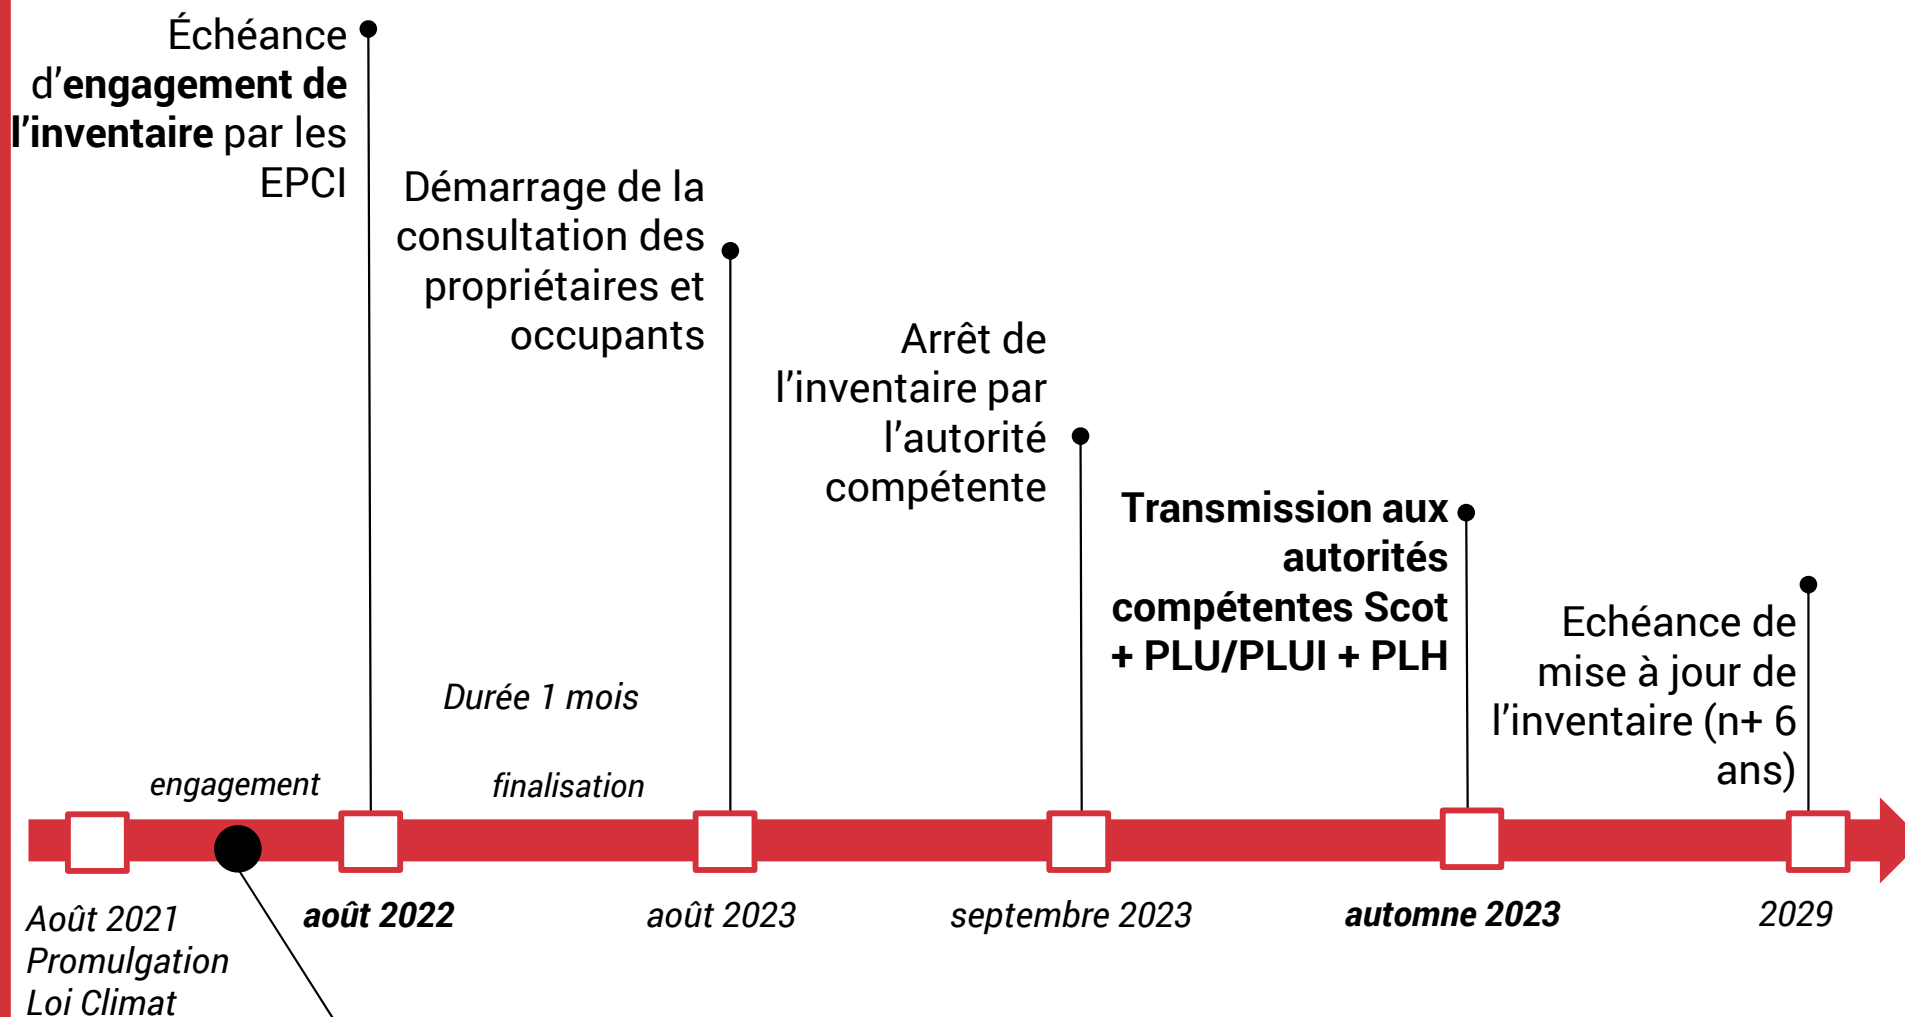 Échéance
d’engagement de
l’inventaire par les
EPCI
Démarrage de la
consultation des
propriétaires et
occupants
Arrêt de
l’inventaire par
l’autorité
compétente
Transmission aux
autorités
compétentes Scot
+ PLU/PLUI + PLH
Echéance de
mise à jour de
l’inventaire (n+ 6
ans)
Durée 1 mois
engagement
finalisation
Août 2021
Promulgation
Loi Climat
août 2022
août 2023
septembre 2023
automne 2023
2029